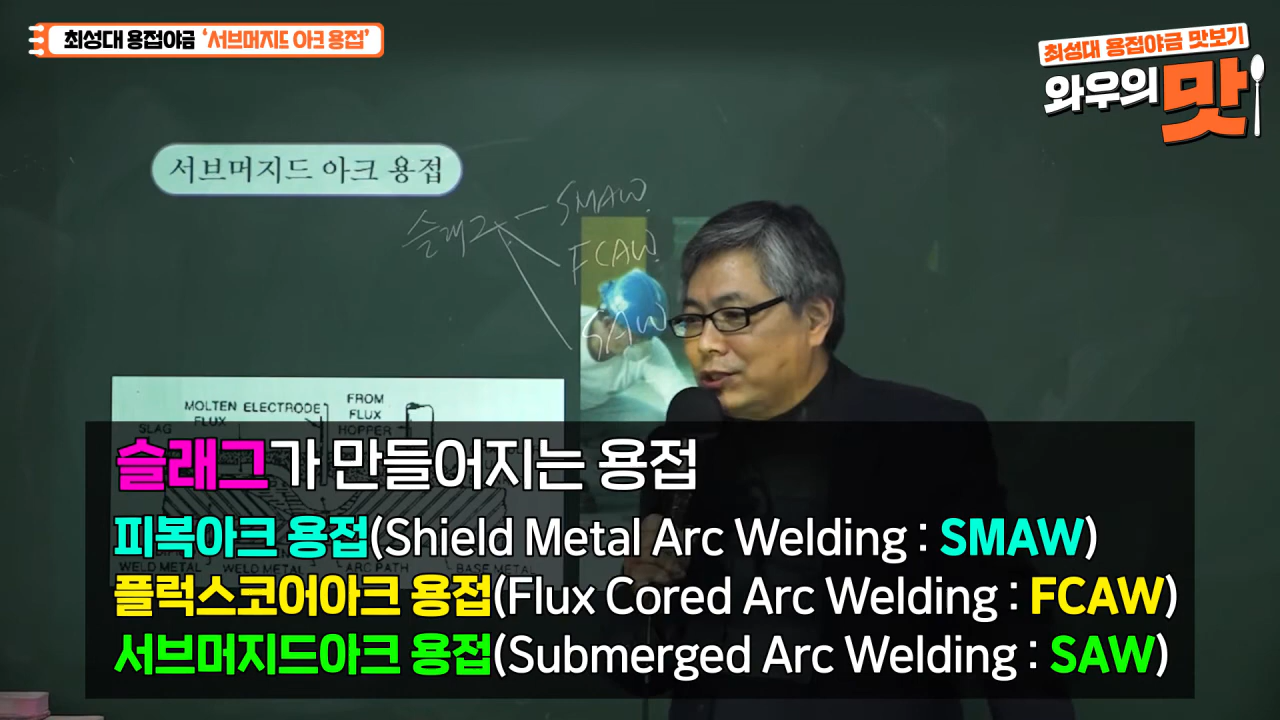 최성대 용접야금 '서브머지드 아크 용접'
최성대 용접야금 맛보기
와우의 맛
서브머지드 아크 용접
슬래그
SMAW
FCAW
SAW
MOLTEN FLUX
ELECTRODE
FROM FLUX HOPPER
SLAG
슬래그가 만들어지는 용접
피복아크 용접(Shield Metal Arc Welding : SMAW)
WELD METAL
WELD METAL
ARC PATH
BASE METAL
플럭스코어아크 용접(Flux Cored Arc Welding : FCAW)
서브머지드아크 용접(Submerged Arc Welding : SAW)